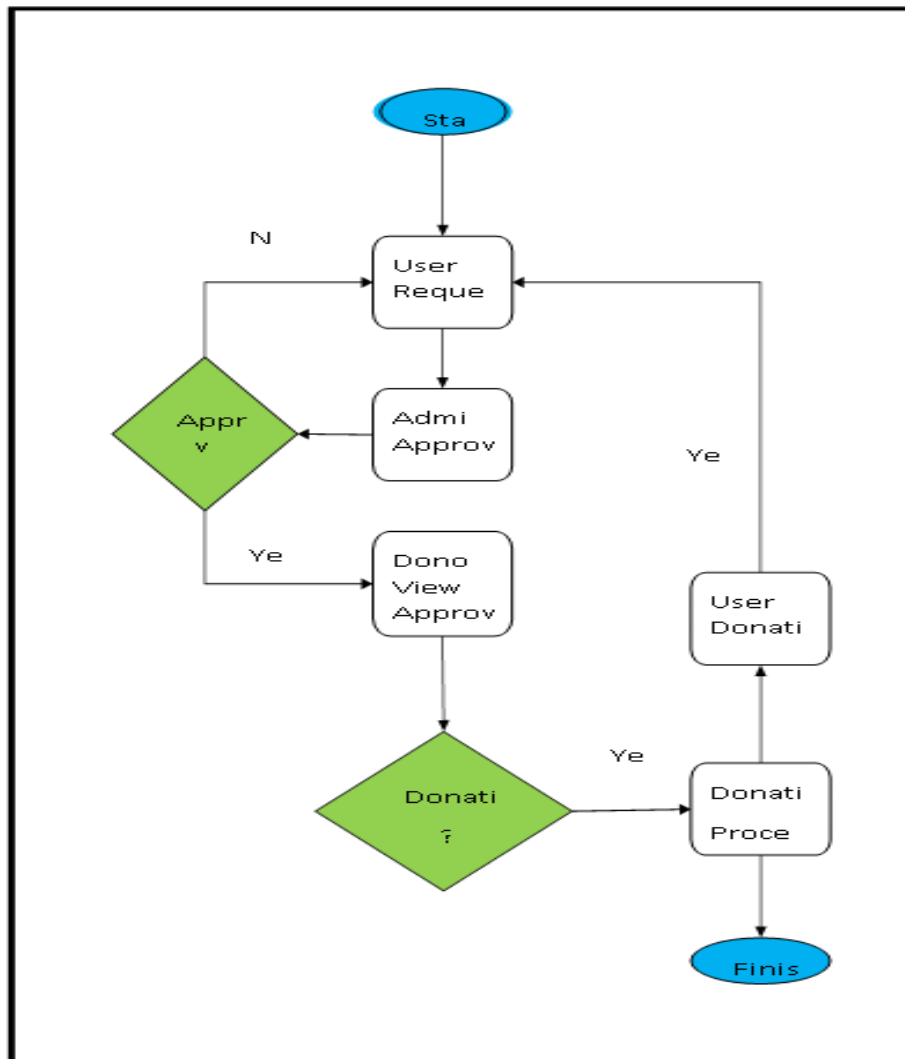 Sta
N
User
Reque
Admi
Approv
Appr
v
Ye
Ye
Dono
View
Approv
User
Donati
Ye
Donati
?
Donati
Proce
Finis